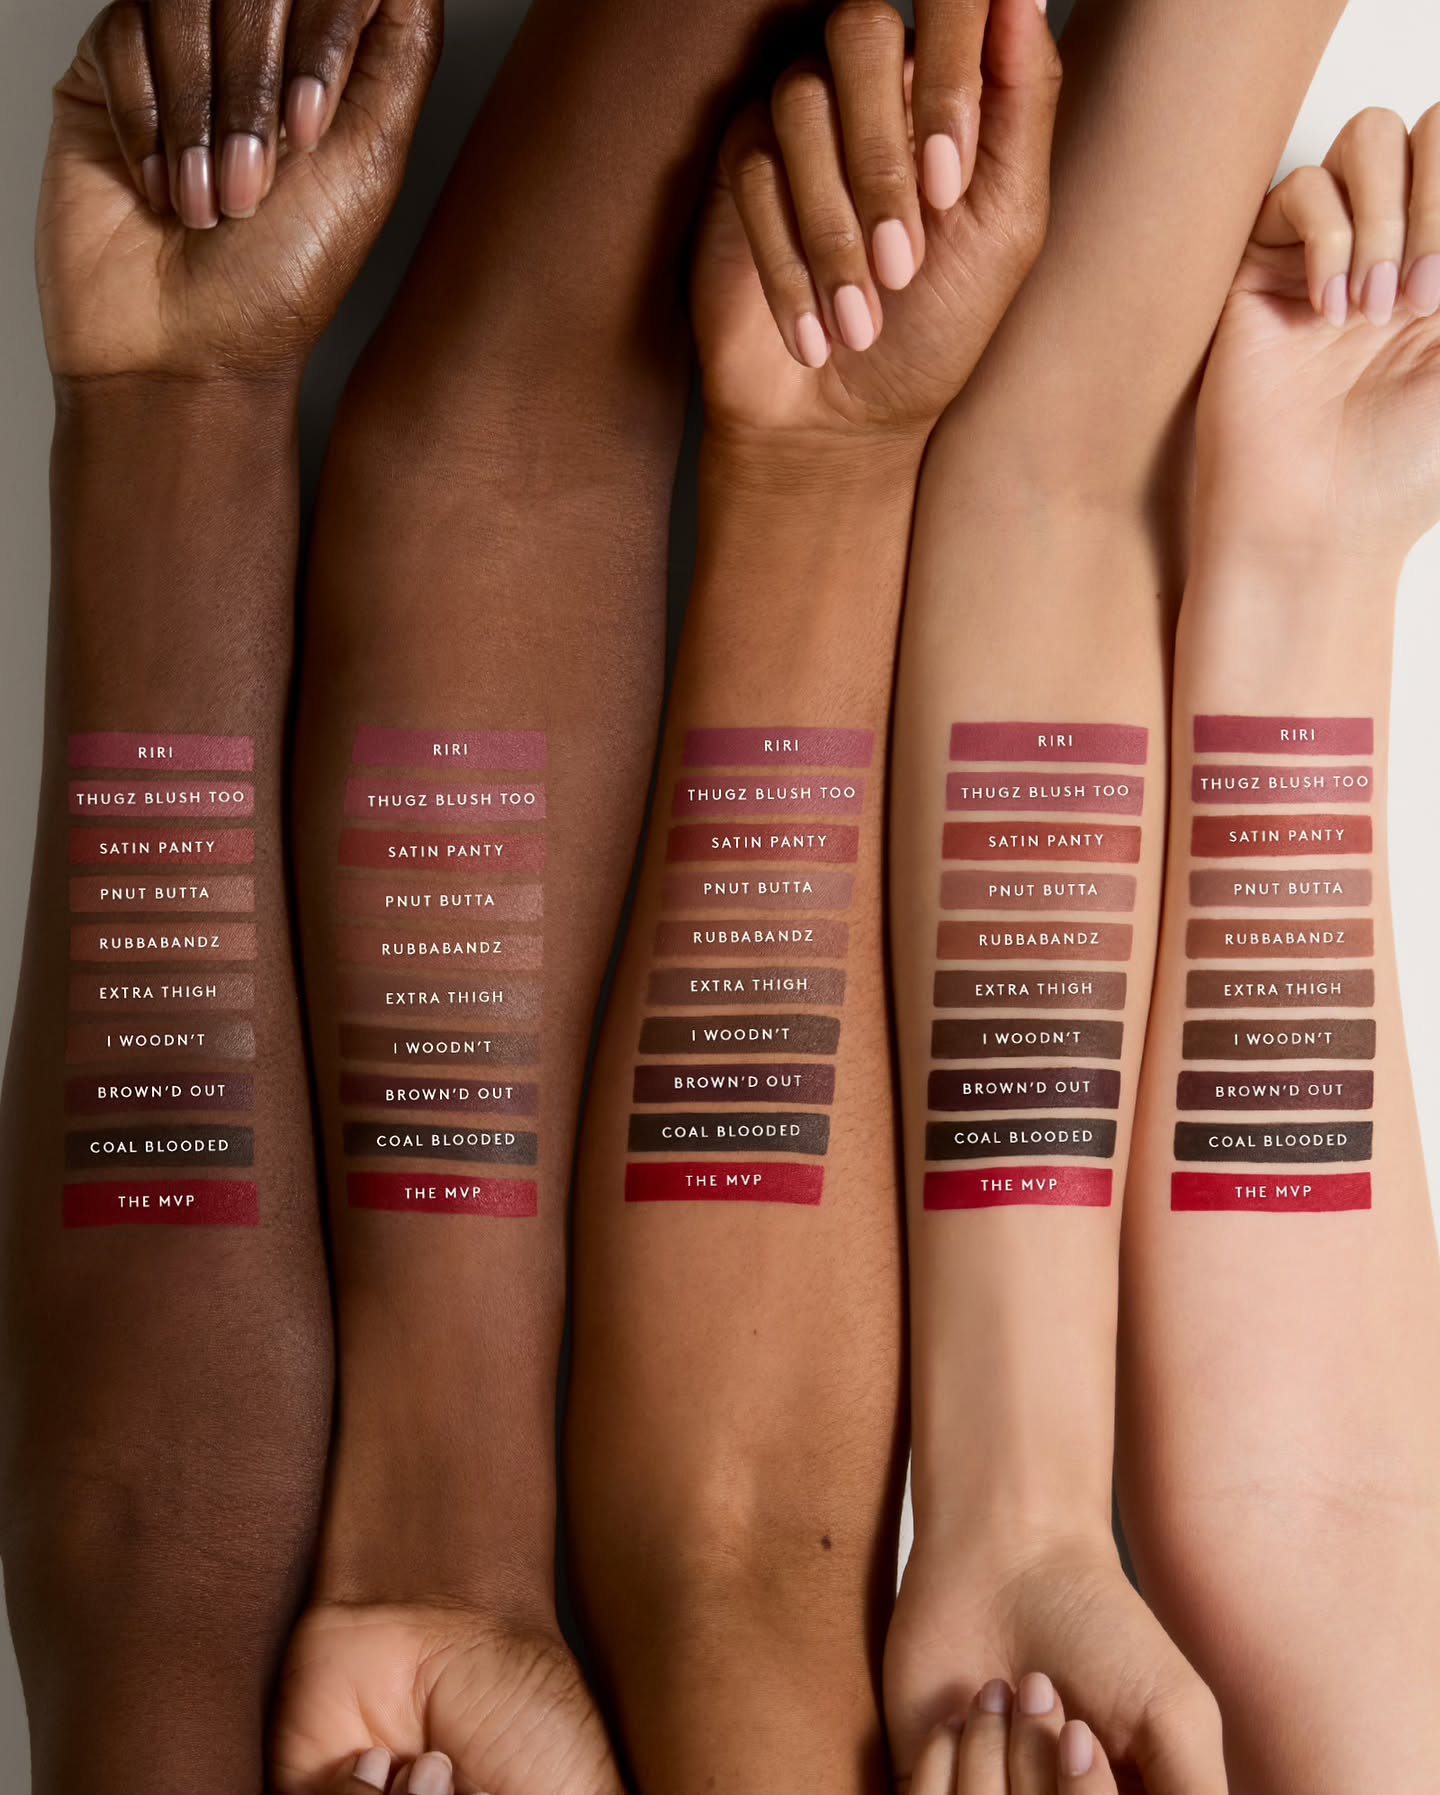 RIRI
THUGZ BLUSH TOO
SATIN PANTY
PNUT BUTTA
RUBBABANDZ
EXTRA THIGH
I WOODN'T
BROWN'D OUT
COAL BLOODED
THE MVP
RIRI
THUGZ BLUSH TOO
SATIN PANTY
PNUT BUTTA
RUBBABANDZ
EXTRA THIGH
I WOODN'T
BROWN'D OUT
COAL BLOODED
THE MVP
RIRI
THUGZ BLUSH TOO
SATIN PANTY
PNUT BUTTA
RUBBABANDZ
EXTRA THIGH
I WOODN'T
BROWN'D OUT
COAL BLOODED
THE MVP
RIRI
THUGZ BLUSH TOO
SATIN PANTY
PNUT BUTTA
RUBBABANDZ
EXTRA THIGH
I WOODN'T
BROWN'D OUT
COAL BLOODED
THE MVP
RIRI
THUGZ BLUSH TOO
SATIN PANTY
PNUT BUTTA
RUBBABANDZ
EXTRA THIGH
I WOODN'T
BROWN'D OUT
COAL BLOODED
THE MVP